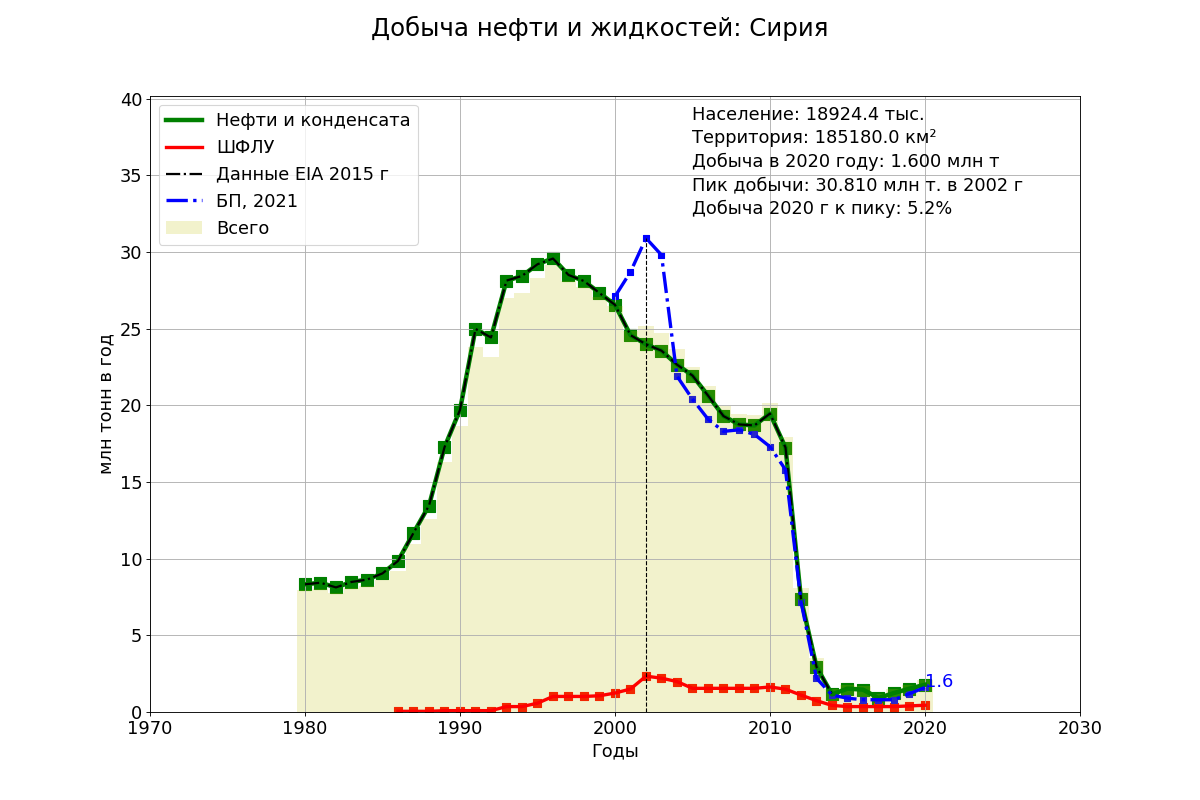 Добыча нефти и жидкостей: Сирия
Нефти и конденсата
ШФЛУ
Данные EIA 2015 г
БП, 2021
Всего
Население: 18924.4 тыс.
Территория: 185180.0 км²
Добыча в 2020 году: 1.600 млн т
Пик добычи: 30.810 млн т. в 2002 г
Добыча 2020 г к пику: 5.2%
млн тонн в год
40
35
30
25
20
15
10
5
0
1.6
1970 1980 1990 2000 2010 2020 2030
Годы